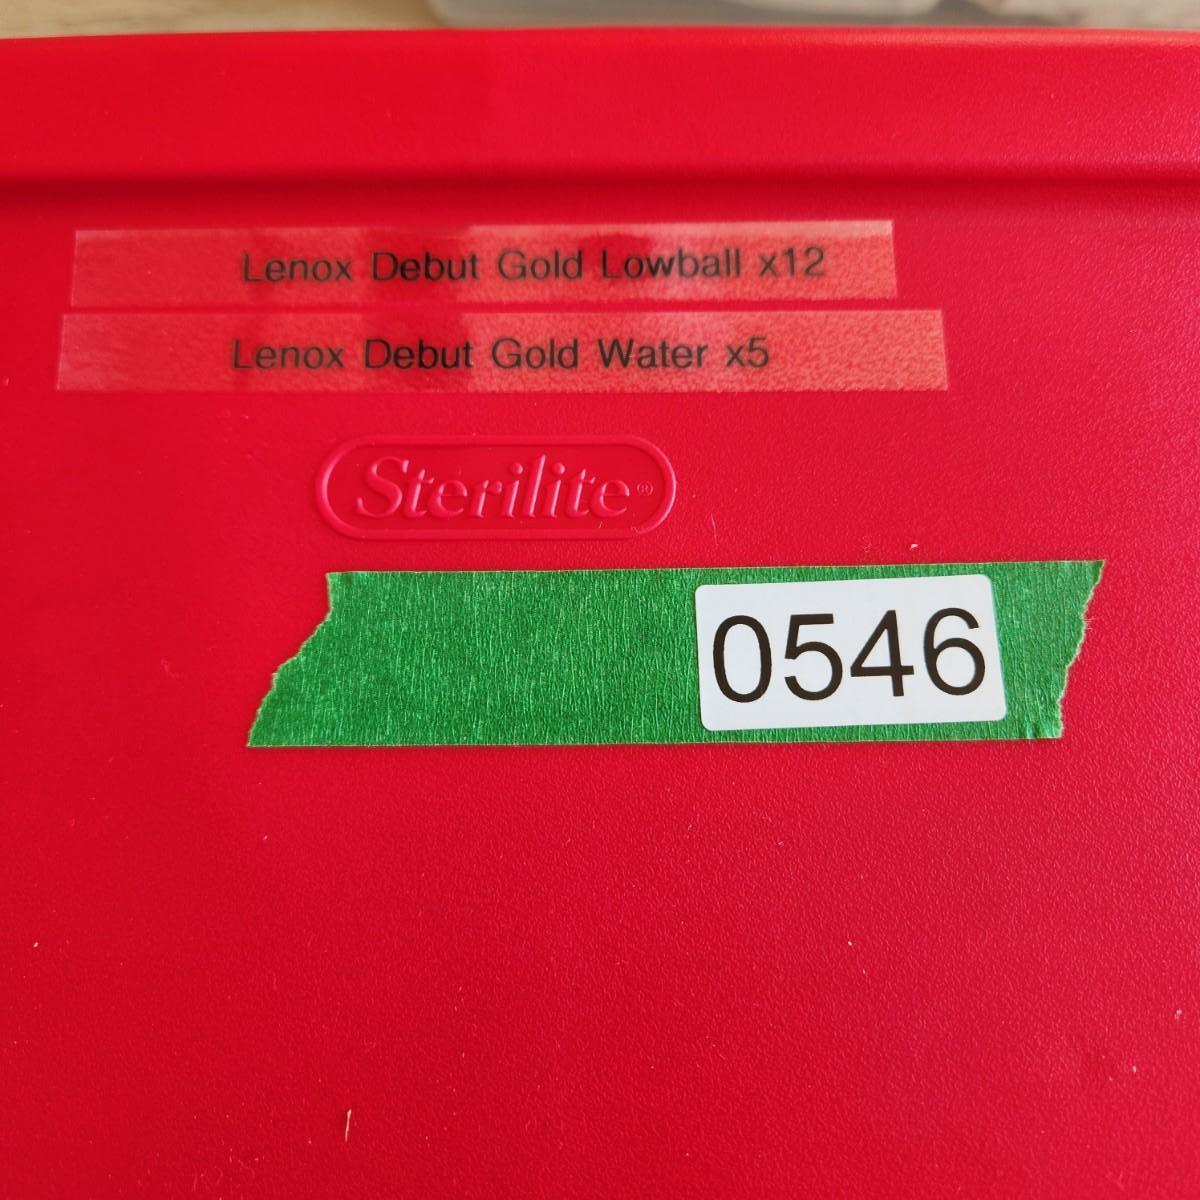 Lenox Debut Gold Lowball x12
Lenox Debut Gold Water x5
Sterilite®
0546